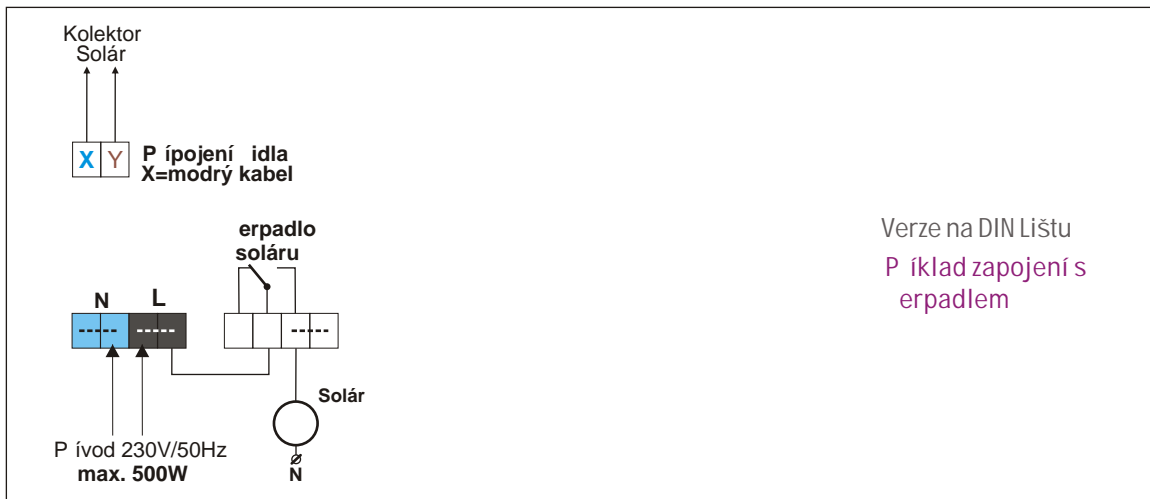 Kolektor
Solár
X Y
P ípojení idla
X=modrý kabel
erpadlo
soláru
N L
Solár
N
P ívod 230V/50Hz
max. 500W
Verze na DIN Lištu
P íklad zapojení s
erpadlem